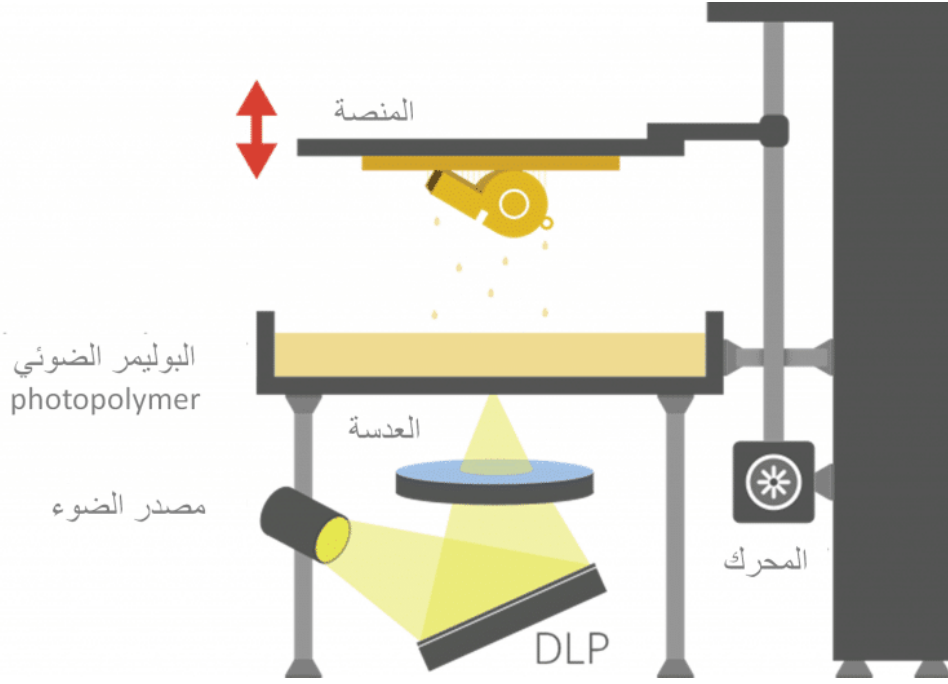 المنصة
البوليمر الضوئي
photopolymer
العدسة
مصدر الضوء
المحرك
DLP